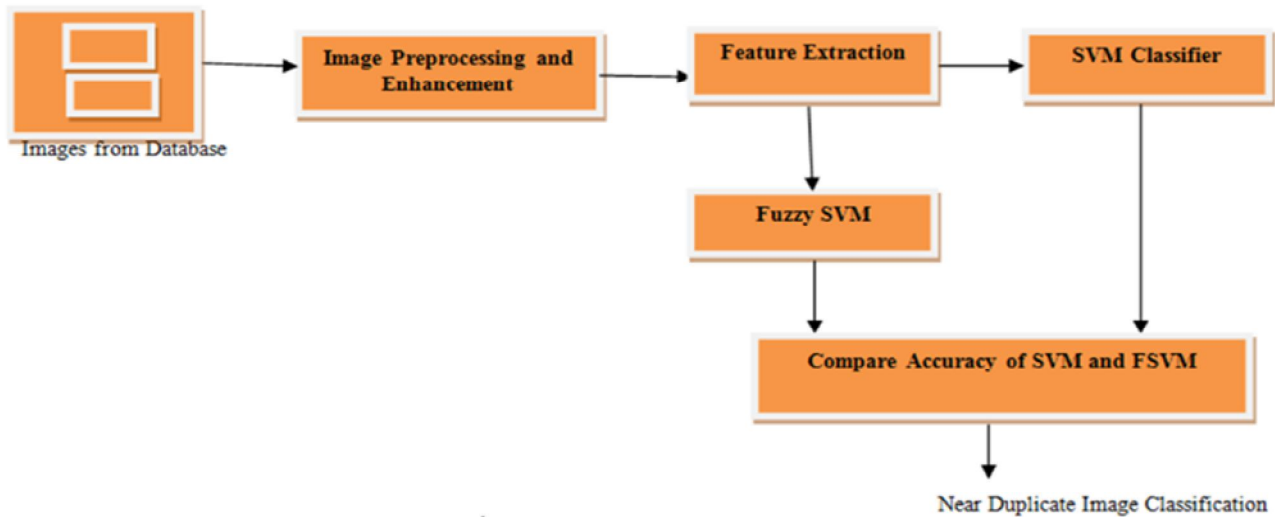 Images from Database
Image Preprocessing and
Enhancement
Feature Extraction
SVM Classifier
Fuzzy SVM
Compare Accuracy of SVM and FSVM
Near Duplicate Image Classification